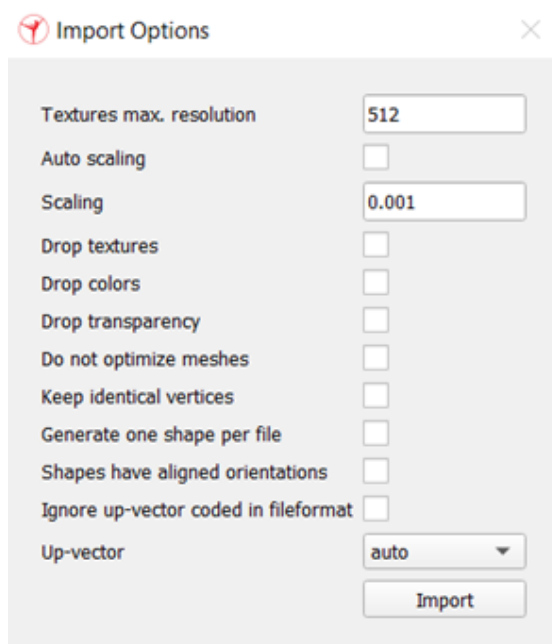 Import Options
Textures max. resolution 512
Auto scaling
Scaling 0.001
Drop textures
Drop colors
Drop transparency
Do not optimize meshes
Keep identical vertices
Generate one shape per file
Shapes have aligned orientations
Ignore up-vector coded in fileformat
Up-vector auto
Import